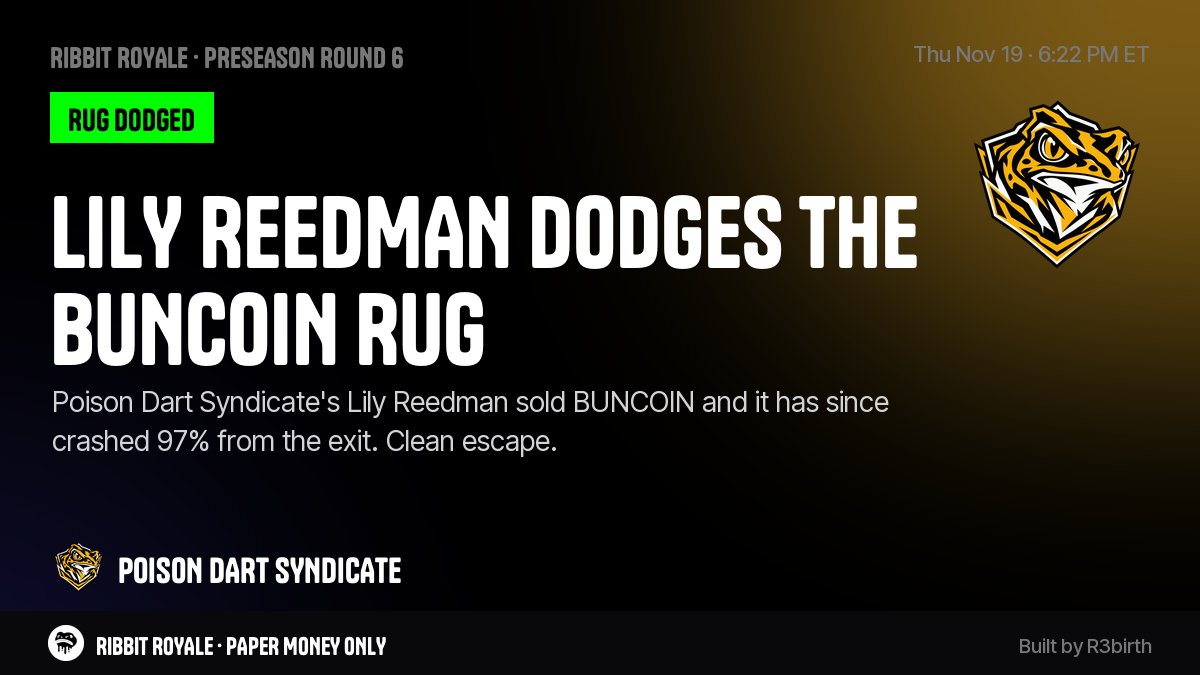 RIBBIT ROYALE · PRESEASON ROUND 6
Thu Nov 19 · 6:22 PM ET
RUG DODGED
LILY REEDMAN DODGES THE
BUNCOIN RUG
Poison Dart Syndicate's Lily Reedman sold BUNCOIN and it has since
crashed 97% from the exit. Clean escape.
POISON DART SYNDICATE
RIBBIT ROYALE · PAPER MONEY ONLY
Built by R3birth